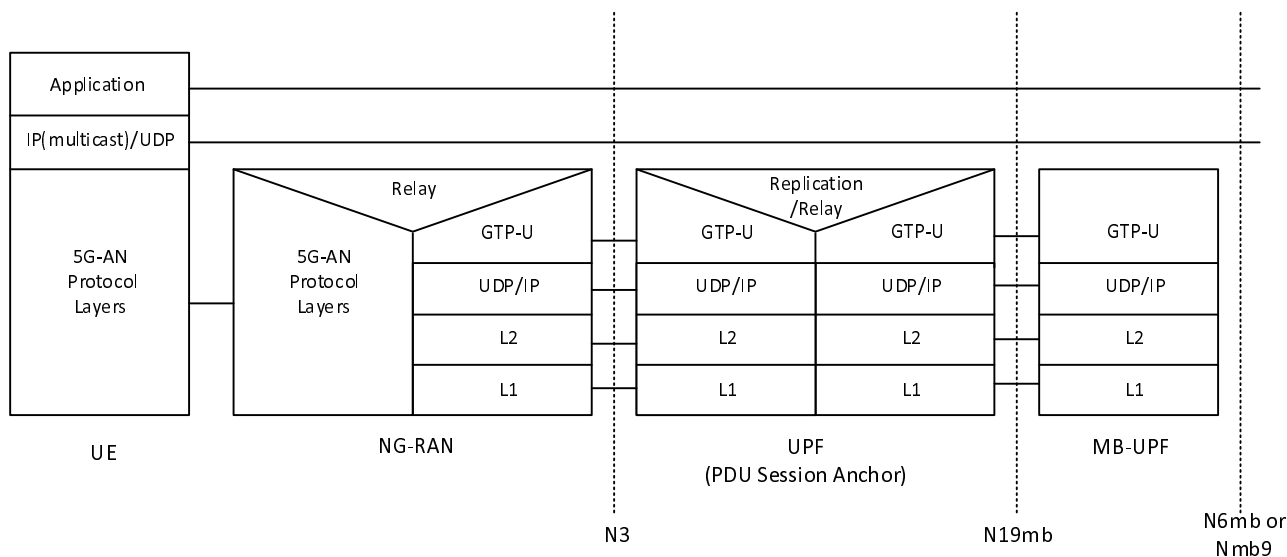 Application
IP(multicast)/UDP
5G-AN
Protocol
Layers
UE
Relay
5G-AN
Protocol
Layers
GTP-U
UDP/IP
L2
L1
NG-RAN
N3
Replication
/Relay
GTP-U
UDP/IP
L2
L1
GTP-U
UDP/IP
L2
L1
UPF
(PDU Session Anchor)
N19mb
GTP-U
UDP/IP
L2
L1
MB-UPF
N6mb or
Nmb9